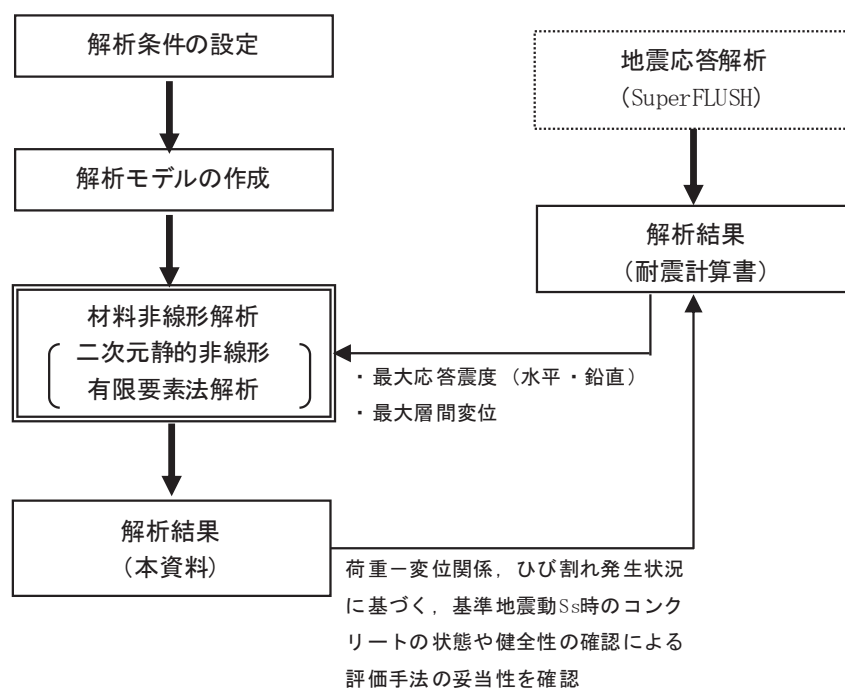 解析条件の設定
解析モデルの作成
材料非線形解析
二次元静的非線形
有限要素法解析
解析結果
(本資料)
地震応答解析
(SuperFLUSH)
解析結果
(耐震計算書)
・最大応答震度（水平・鉛直）
・最大層間変位
荷重－変位関係，ひび割れ発生状況
に基づく，基準地震動Ss時のコンク
リートの状態や健全性の確認による
評価手法の妥当性を確認